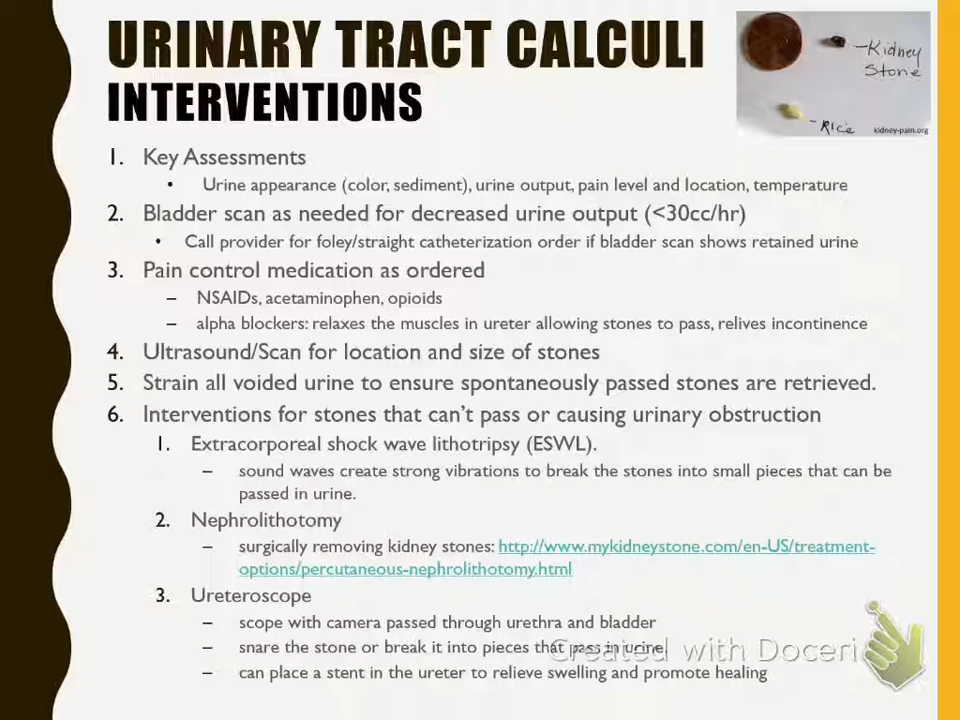 URINARY TRACT CALCULI
INTERVENTIONS
-Kidney
Stone
-Rice
kidney-pain.org
1. Key Assessments
• Urine appearance (color, sediment), urine output, pain level and location, temperature
2. Bladder scan as needed for decreased urine output (<30cc/hr)
• Call provider for foley/straight catheterization order if bladder scan shows retained urine
3. Pain control medication as ordered
– NSAIDs, acetaminophen, opioids
– alpha blockers: relaxes the muscles in ureter allowing stones to pass, relives incontinence
4. Ultrasound/Scan for location and size of stones
5. Strain all voided urine to ensure spontaneously passed stones are retrieved.
6. Interventions for stones that can't pass or causing urinary obstruction
1. Extracorporeal shock wave lithotripsy (ESWL).
– sound waves create strong vibrations to break the stones into small pieces that can be
passed in urine.
2. Nephrolithotomy
– surgically removing kidney stones: http://www.mykidneystone.com/en-US/treatment-
options/percutaneous-nephrolithotomy.html
3. Ureteroscope
– scope with camera passed through urethra and bladder
– snare the stone or break it into pieces that pass in urine.
Created with Doceri
– can place a stent in the ureter to relieve swelling and promote healing